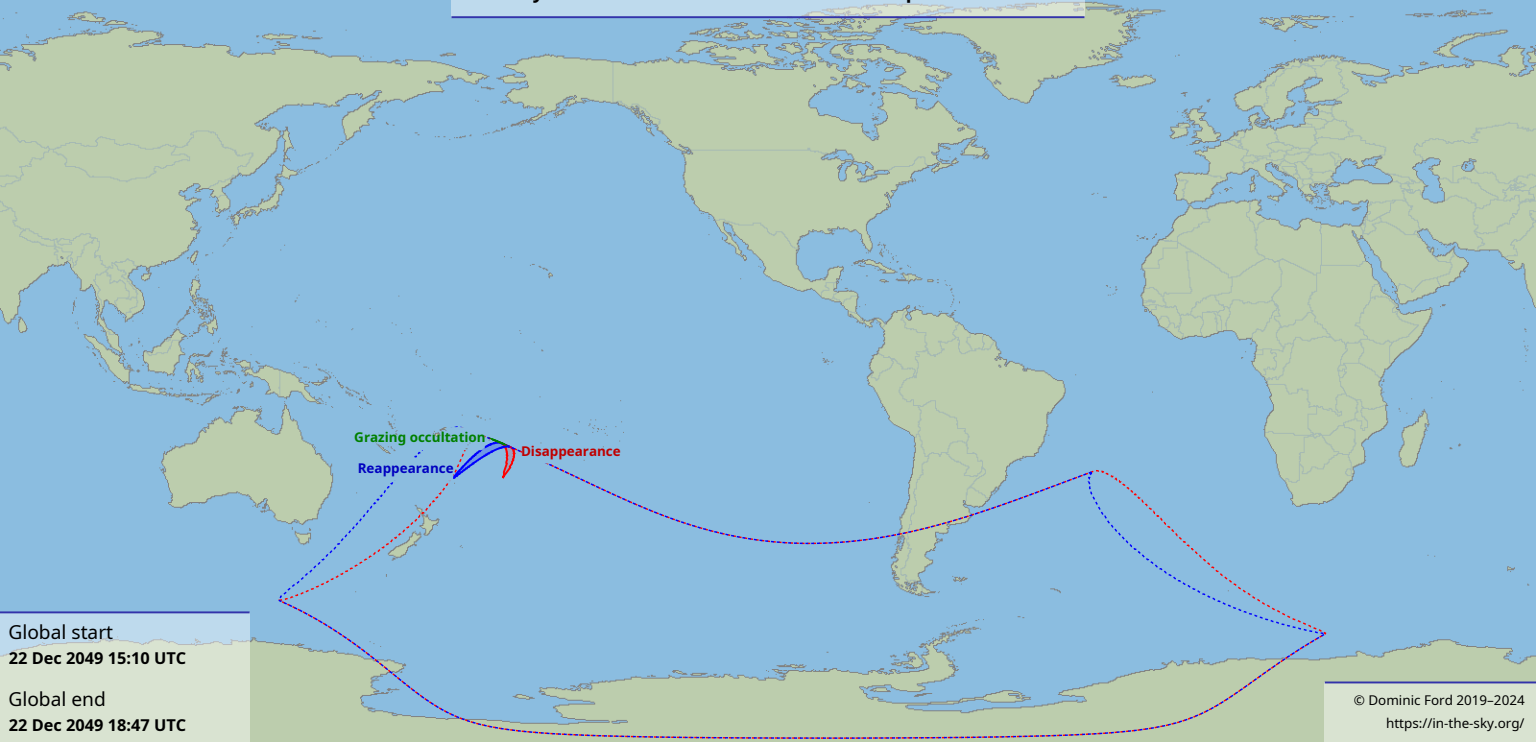 Grazing occultation
Disappearance
Reappearance
Global start
22 Dec 2049 15:10 UTC
Global end
22 Dec 2049 18:47 UTC
© Dominic Ford 2019–2024
https://in-the-sky.org/